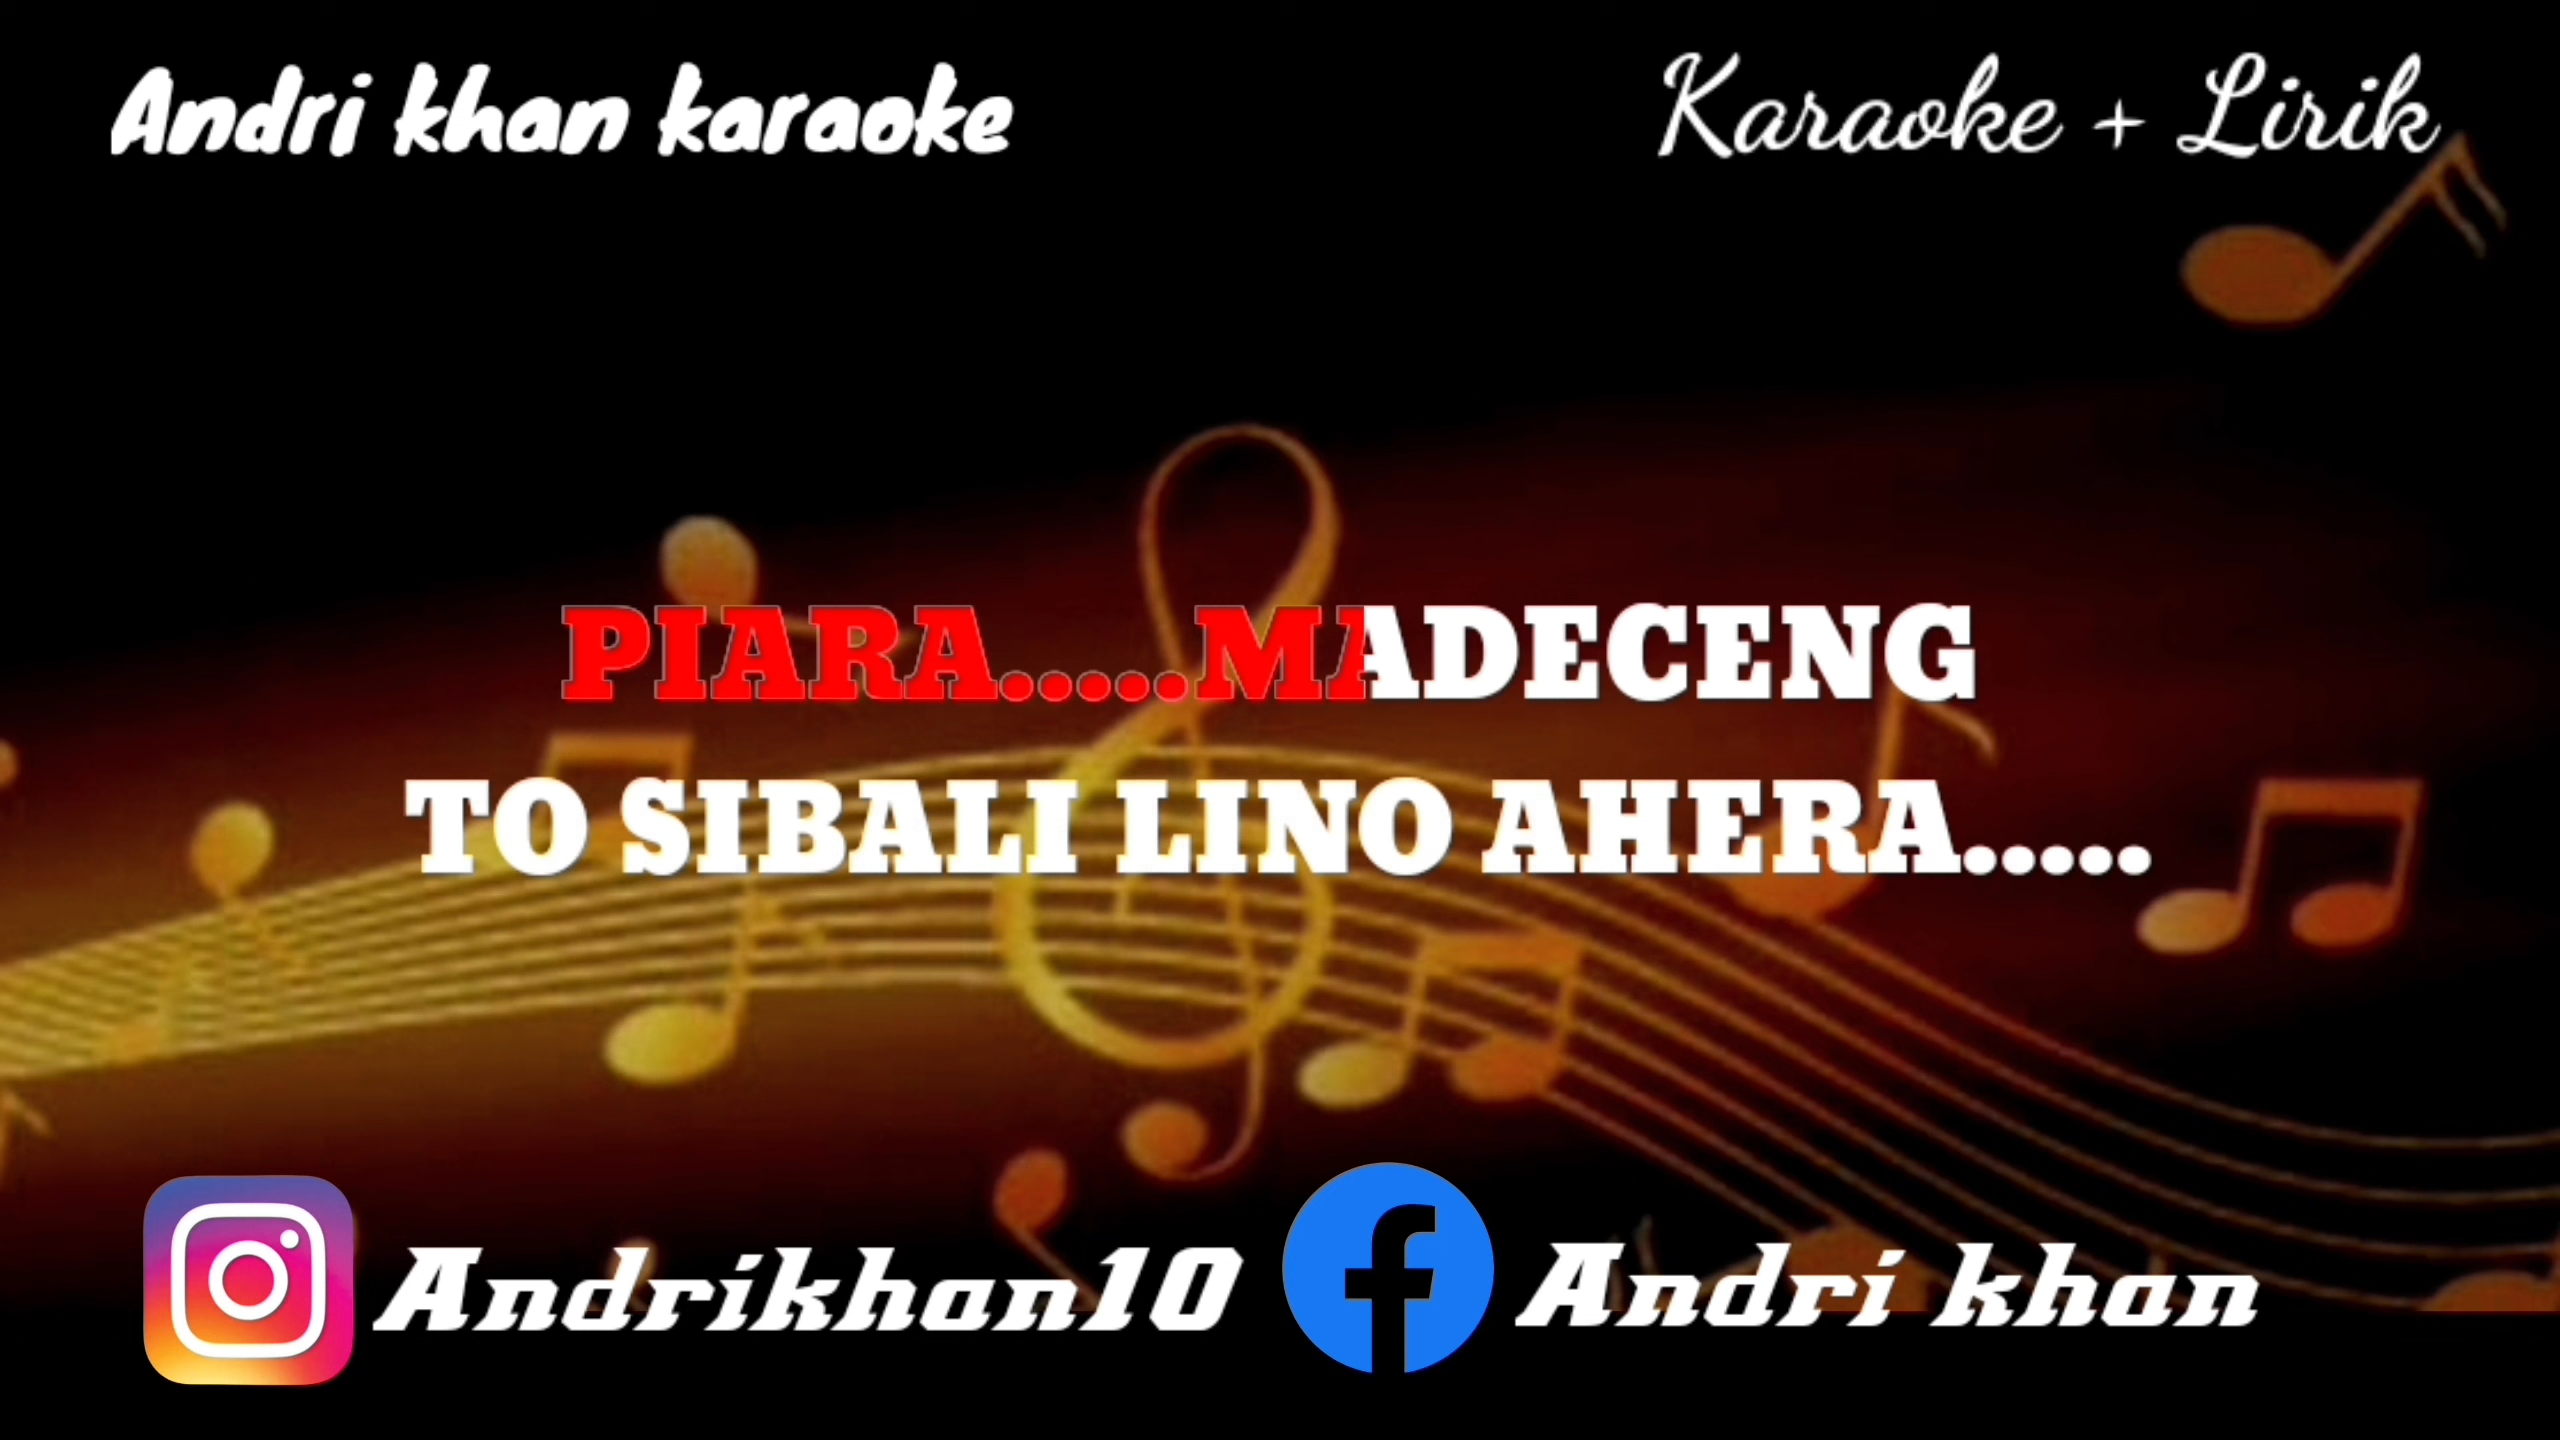 Andri khan karaoke
Karaoke + Lirik
PIARA.....MADECENG
TO SIBALI LINO AHERA.....
Andrikhan10
Andri khan